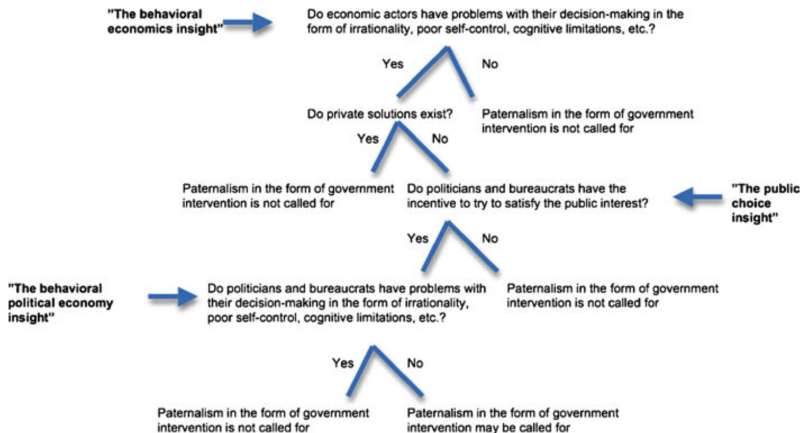 "The behavioral
economics insight"
Do economic actors have problems with their decision-making in the
form of irrationality, poor self-control, cognitive limitations, etc.?
Yes
No
Do private solutions exist?
Paternalism in the form of government
intervention is not called for
Yes
No
Paternalism in the form of government
intervention is not called for
Do politicians and bureaucrats have the
incentive to try to satisfy the public interest?
"The public
choice
insight"
Yes
No
"The behavioral
political economy
insight"
Do politicians and bureaucrats have problems with
their decision-making in the form of irrationality,
poor self-control, cognitive limitations, etc.?
Paternalism in the form of government
intervention is not called for
Yes
No
Paternalism in the form of government
intervention is not called for
Paternalism in the form of government
intervention may be called for